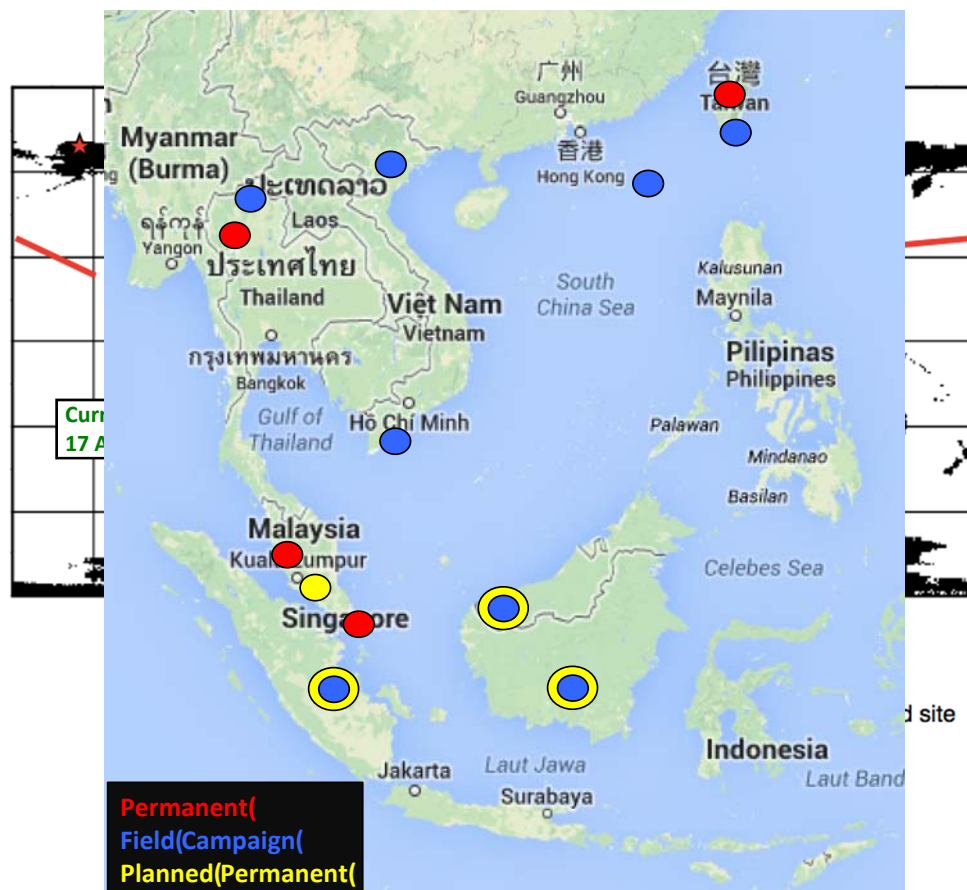 广州
Guangzhou
香港
Hong Kong
台灣
Taiwan
Myanmar
(Burma)
ရန်ကုန်
Yangon
ປະເທດລາວ
Laos
ประเทศไทย
Thailand
กรุงเทพมหานคร
Bangkok
Gulf of
Thailand
Việt Nam
Vietnam
Hồ Chí Minh
South
China Sea
Kalusunan
Maynila
Pilipinas
Philippines
Palawan
Mindanao
Basilan
Curr
17 A
Malaysia
Kuala Lumpur
Singapore
Celebes Sea
d site
Indonesia
Jakarta
Laut Jawa
Surabaya
Laut Band
Permanent(
Field(Campaign(
Planned(Permanent(